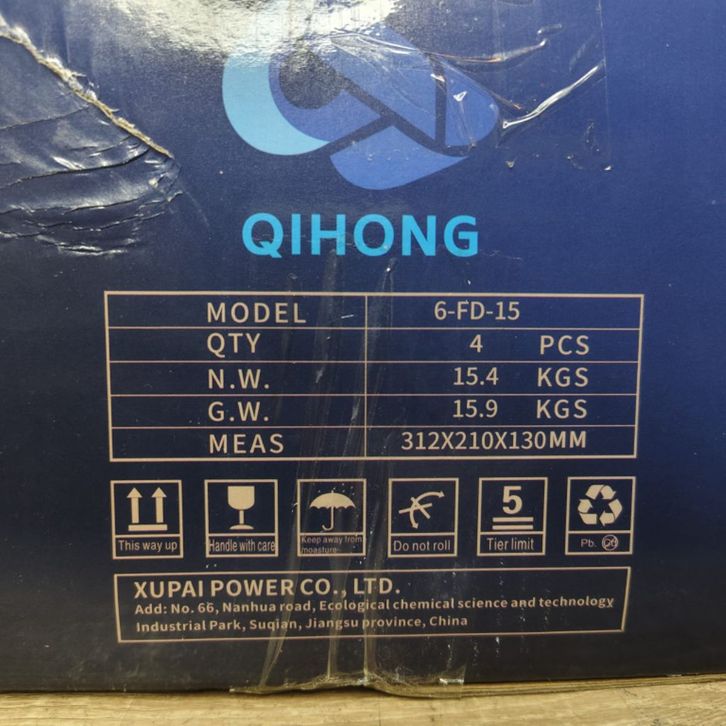 QIHONG
MODEL 6-FD-15
QTY 4 PCS
N.W. 15.4 KGS
G.W. 15.9 KGS
MEAS 312X210X130MM
This way up
Handle with care
Keep away from
moasture
Do not roll
5
Tier limit
Pb.
XUPAI POWER CO., LTD.
Add: No. 66, Nanhua road, Ecological chemical science and technology
Industrial Park, Suqian, Jiangsu province, China